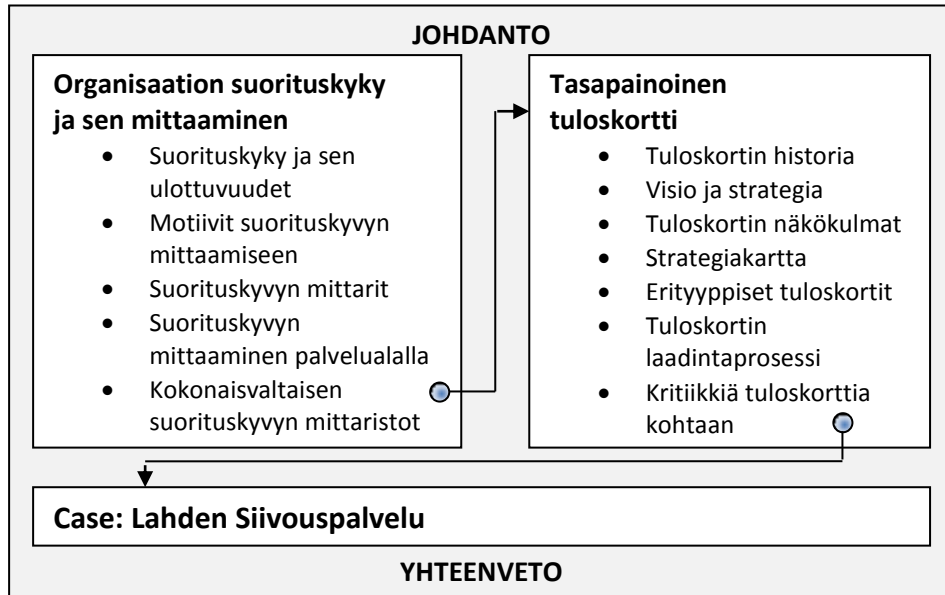 JOHDANTO
Organisaation suorituskyky
ja sen mittaaminen
• Suorituskyky ja sen
ulottuvuudet
• Motiivit suorituskyvyn
mittaamiseen
• Suorituskyvyn mittarit
• Suorituskyvyn
mittaaminen palvelualalla
• Kokonaisvaltaisen
suorituskyvyn mittaristot
Tasapainoinen
tuloskortti
• Tuloskortin historia
• Visio ja strategia
• Tuloskortin näkökulmat
• Strategiakartta
• Erityyppiset tuloskortit
• Tuloskortin
laadintaprosessi
• Kritiikkiä tuloskorttia
kohtaan
Case: Lahden Siivouspalvelu
YHTEENVETO